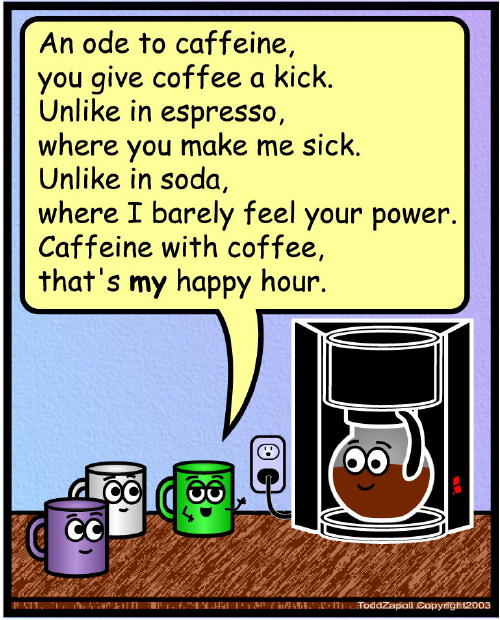 An ode to caffeine,
you give coffee a kick.
Unlike in espresso,
where you make me sick.
Unlike in soda,
where I barely feel your power.
Caffeine with coffee,
that's my happy hour.
ToddZapoli Copyright2003